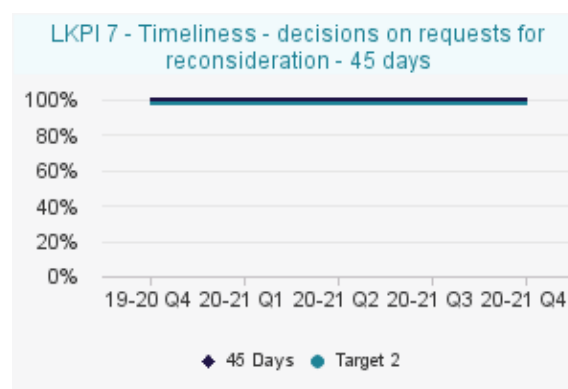 LKPI 7 - Timeliness - decisions on requests for
reconsideration - 45 days
100%
80%
60%
40%
20%
0%
19-20 Q4 20-21 Q1 20-21 Q2 20-21 Q3 20-21 Q4
45 Days Target 2